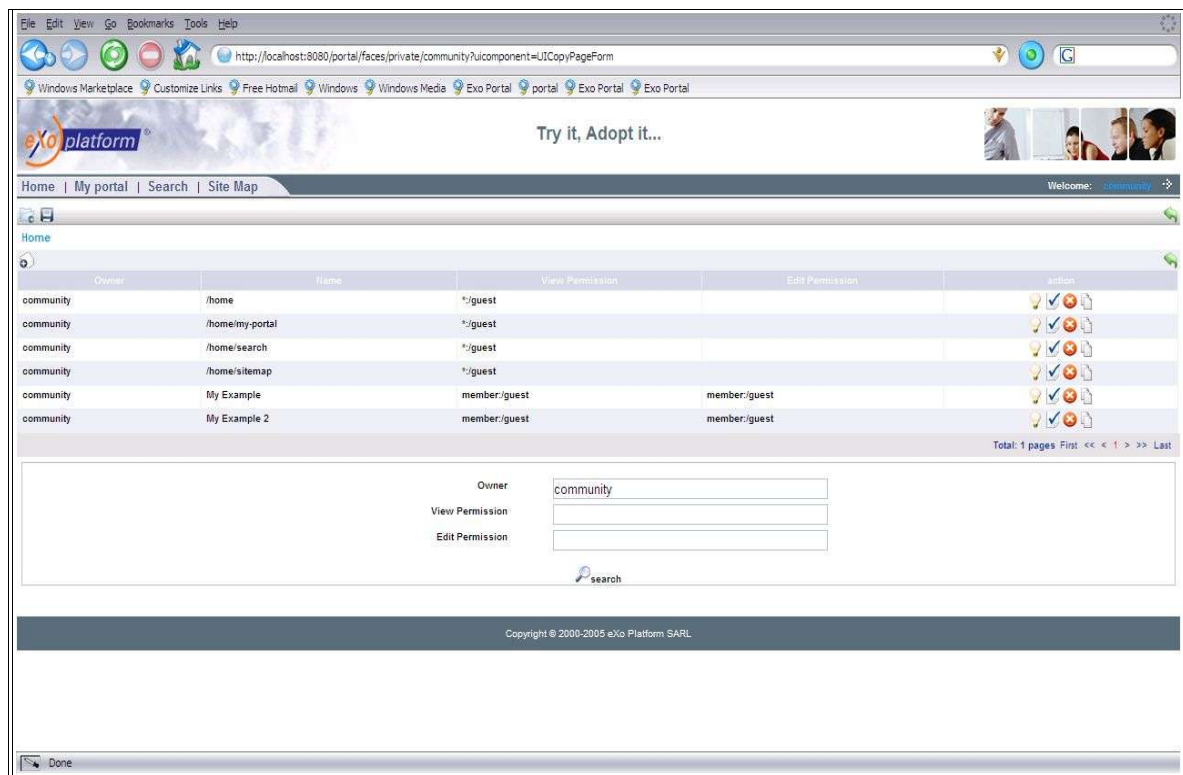 File Edit View Go Bookmarks Tools Help
http://localhost:8080/portal/faces/private/community?uicomponent=UICopyPageForm
G
Windows Marketplace Customize Links Free Hotmail Windows Windows Media Exo Portal portal Exo Portal Exo Portal
eXo platform ®
Try it, Adopt it...
Home | My portal | Search | Site Map
Welcome: community
Home
Owner Name View Permission Edit Permission action
community /home *:/guest
community /home/my-portal *:/guest
community /home/search *:/guest
community /home/sitemap *:/guest
community My Example member:/guest member:/guest
community My Example 2 member:/guest member:/guest
Total: 1 pages First << < 1 > >> Last
Owner community
View Permission
Edit Permission
search
Copyright © 2000-2005 eXo Platform SARL
Done